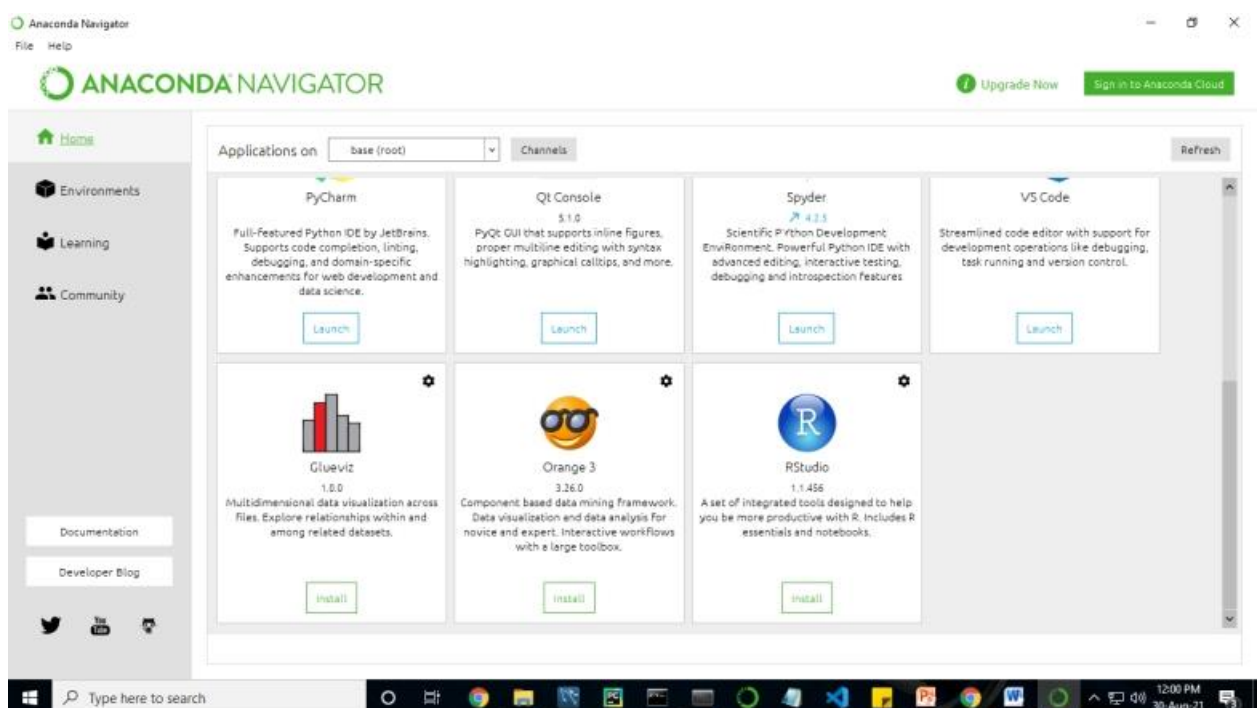 Anaconda Navigator
File Help
ANACONDA NAVIGATOR
Upgrade Now
Sign in to Anaconda Cloud
Home
Environments
Learning
Community
Documentation
Developer Blog
You
Tube
Applications on
base (root)
Channels
Refresh
PyCharm
Full-featured Python IDE by JetBrains.
Supports code completion, linting,
debugging, and domain-specific
enhancements for web development and
data science.
Launch
Qt Console
5.1.0
PyQt GUI that supports inline figures,
proper multiline editing with syntax
highlighting, graphical calltips, and more.
Launch
Spyder
4.2.5
Scientific PYthon Development
EnviRonment. Powerful Python IDE with
advanced editing, interactive testing,
debugging and introspection features
Launch
VS Code
Streamlined code editor with support for
development operations like debugging,
task running and version control.
Launch
Glueviz
1.0.0
Multidimensional data visualization across
files. Explore relationships within and
among related datasets.
Install
Orange 3
3.26.0
Component based data mining framework.
Data visualization and data analysis for
novice and expert. Interactive workflows
with a large toolbox.
Install
R
RStudio
1.1.456
A set of integrated tools designed to help
you be more productive with R. Includes R
essentials and notebooks.
Install
Type here to search
12:00 PM
30-Aug-21